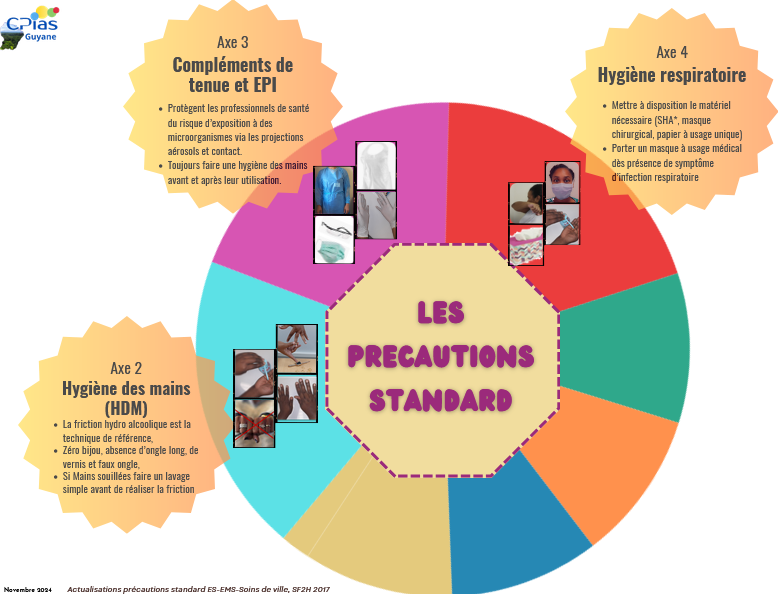 CPias
Guyane
Axe 3
Compléments de
tenue et EPI
• Protègent les professionnels de santé
du risque d'exposition à des
microorganismes via les projections
aérosols et contact.
• Toujours faire une hygiène des mains
avant et après leur utilisation.
Axe 4
Hygiène respiratoire
• Mettre à disposition le matériel
nécessaire (SHA*, masque
chirurgical, papier à usage unique)
• Porter un masque à usage médical
dès présence de symptôme
d'infection respiratoire
LES
PRECAUTIONS
STANDARD
Axe 2
Hygiène des mains
(HDM)
• La friction hydro alcoolique est la
technique de référence,
• Zéro bijou, absence d'ongle long, de
vernis et faux ongle,
• Si Mains souillées faire un lavage
simple avant de réaliser la friction
Novembre 2024
Actualisations précautions standard ES-EMS-Soins de ville, SF2H 2017